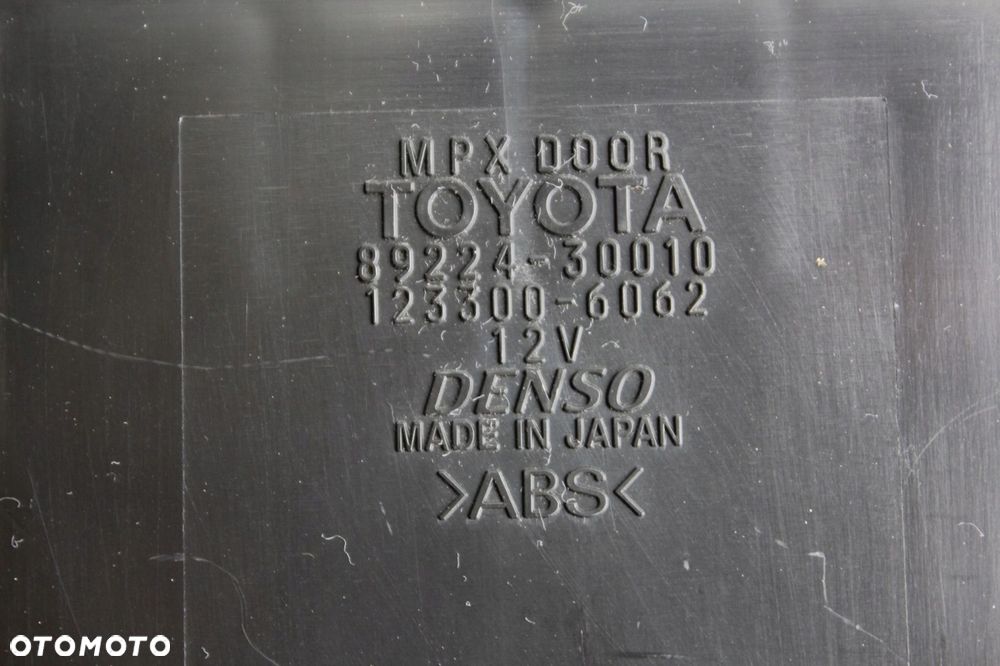 MPX DOOR
TOYOTA
89224-30010
123300-6062
12V
DENSO
MADE IN JAPAN
>ABS<
OTOMOTO